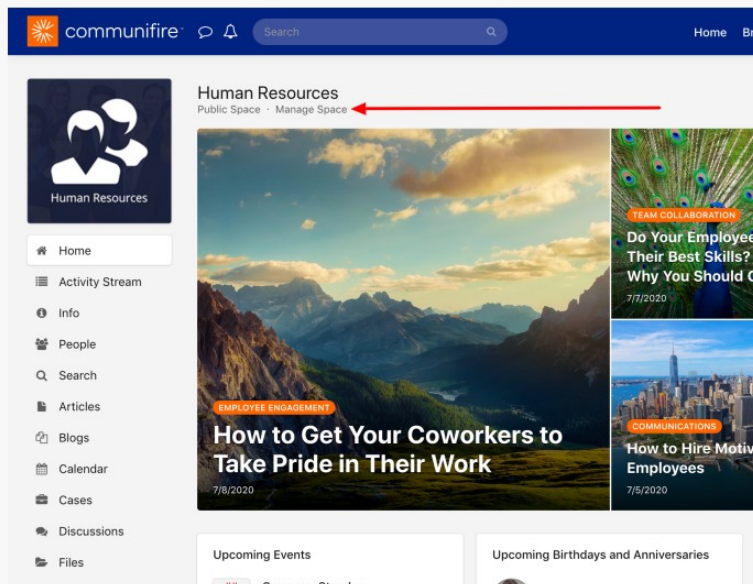 communifire
Search
Home
Human Resources
Public Space · Manage Space
Human Resources
Home
Activity Stream
Info
People
Search
Articles
Blogs
Calendar
Cases
Discussions
Files
EMPLOYEE ENGAGEMENT
How to Get Your Coworkers to
Take Pride in Their Work
7/8/2020
TEAM COLLABORATION
Do Your Employee
Their Best Skills?
Why You Should
7/7/2020
COMMUNICATIONS
How to Hire
Employees
7/5/2020
Upcoming Events
Upcoming Birthdays and Anniversaries